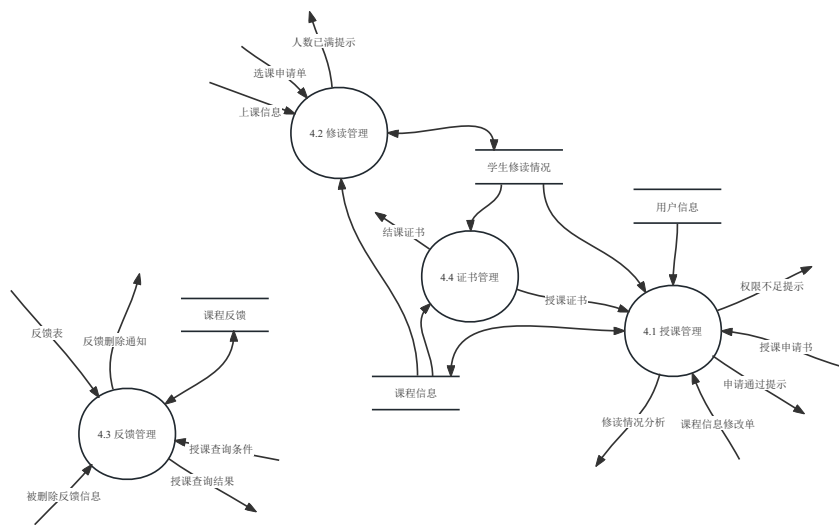 人数已满提示
选课申请单
上课信息
4.2 修读管理
学生修读情况
用户信息
结课证书
4.4 证书管理
权限不足提示
授课证书
课程反馈
反馈表
反馈删除通知
4.1 授课管理
授课申请书
申请通过提示
课程信息
修读情况分析
课程信息修改单
4.3 反馈管理
授课查询条件
授课查询结果
被删除反馈信息